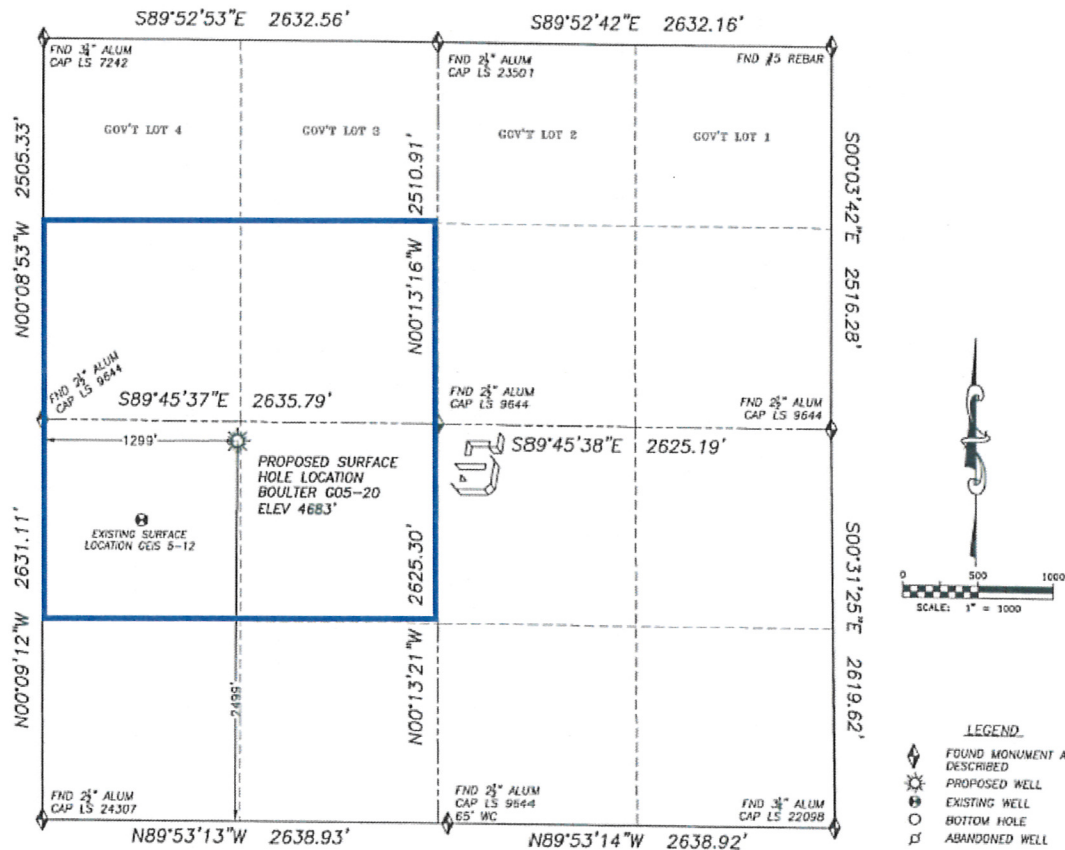 S89°52'53"E 2632.56'
S89°52'42"E 2632.16'
FND 3¼" ALUM
CAP LS 7242
FND 2½" ALUM
CAP LS 23501
FND #5 REBAR
GOV'T LOT 4
GOV'T LOT 3
GOV'T LOT 2
GOV'T LOT 1
N00°08'53"W 2505.33'
N00°13'16"W 2510.91'
S00°03'42"E 2516.28'
FND 2½" ALUM
CAP LS 9644
S89°45'37"E 2635.79'
FND 2½" ALUM
CAP LS 9644
FND 2½" ALUM
CAP LS 9644
S89°45'38"E 2625.19'
1299'
5
PROPOSED SURFACE
HOLE LOCATION
BOULTER G05-20
ELEV 4683'
EXISTING SURFACE
LOCATION GEIS 5-12
N00°09'12"W 2631.11'
N00°13'21"W 2625.30'
S00°31'25"E 2619.62'
2499'
FND 2½" ALUM
CAP LS 24307
FND 2½" ALUM
CAP LS 9644
65' WC
FND 3¼" ALUM
CAP LS 22098
N89°53'13"W 2638.93'
N89°53'14"W 2638.92'
0 500 1000
SCALE: 1" = 1000
LEGEND
FOUND MONUMENT A
DESCRIBED
PROPOSED WELL
EXISTING WELL
BOTTOM HOLE
ABANDONED WELL